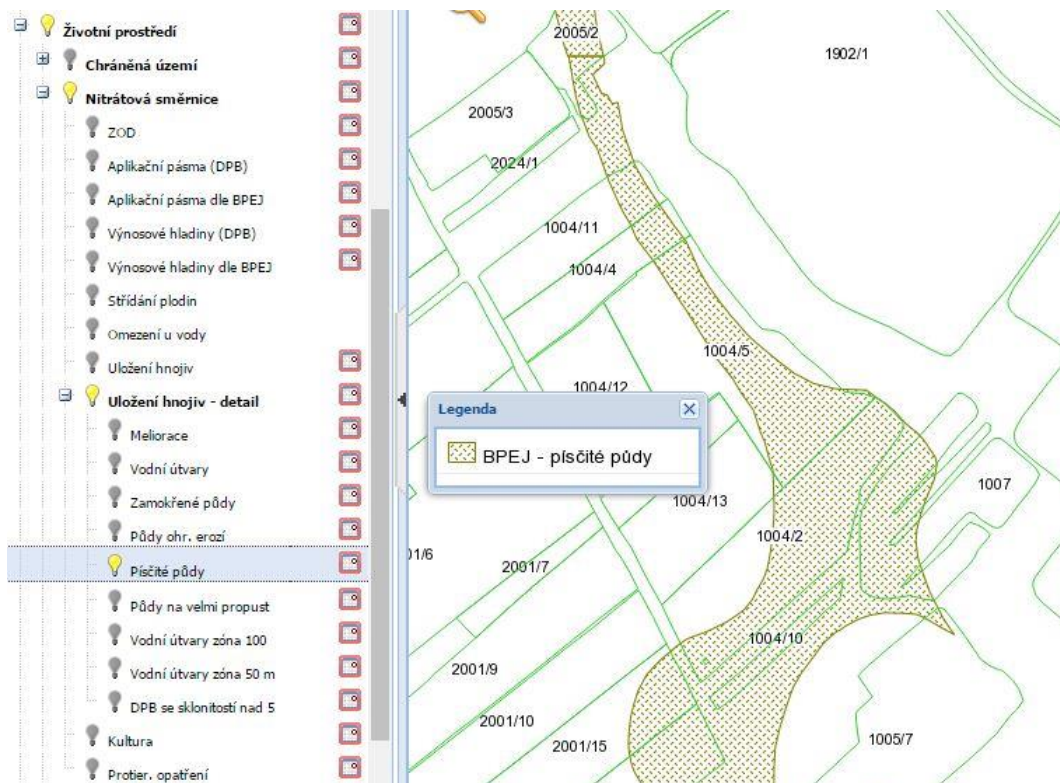 Životní prostředí
Chráněná území
Nitrátová směrnice
ZOD
Aplikační pásma (DPB)
Aplikační pásma dle BPEJ
Výnosové hladiny (DPB)
Výnosové hladiny dle BPEJ
Střídání plodin
Omezení u vody
Uložení hnojiv
Uložení hnojiv - detail
Meliorace
Vodní útvary
Zamokřené půdy
Půdy ohr. erozí
Písčité půdy
Půdy na velmi propust
Vodní útvary zóna 100
Vodní útvary zóna 50 m
DPB se sklonitostí nad 5
Kultura
Protier. opatření
2005/2
1902/1
2005/3
2024/1
1004/11
1004/4
1004/5
1004/12
Legenda
BPEJ - písčité půdy
1007
1004/13
1004/2
01/6
2001/7
1004/10
2001/9
2001/10
2001/15
1005/7